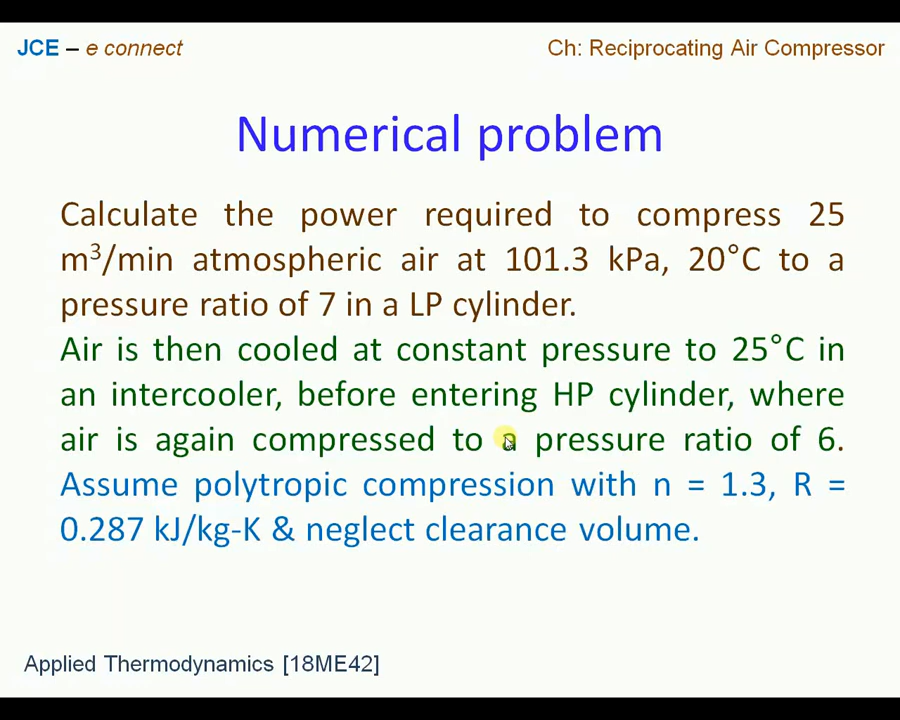 JCE – e connect
Ch: Reciprocating Air Compressor
Numerical problem
Calculate the power required to compress 25
m³/min atmospheric air at 101.3 kPa, 20°C to a
pressure ratio of 7 in a LP cylinder.
Air is then cooled at constant pressure to 25°C in
an intercooler, before entering HP cylinder, where
air is again compressed to a pressure ratio of 6.
Assume polytropic compression with n = 1.3, R =
0.287 kJ/kg-K & neglect clearance volume.
Applied Thermodynamics [18ME42]